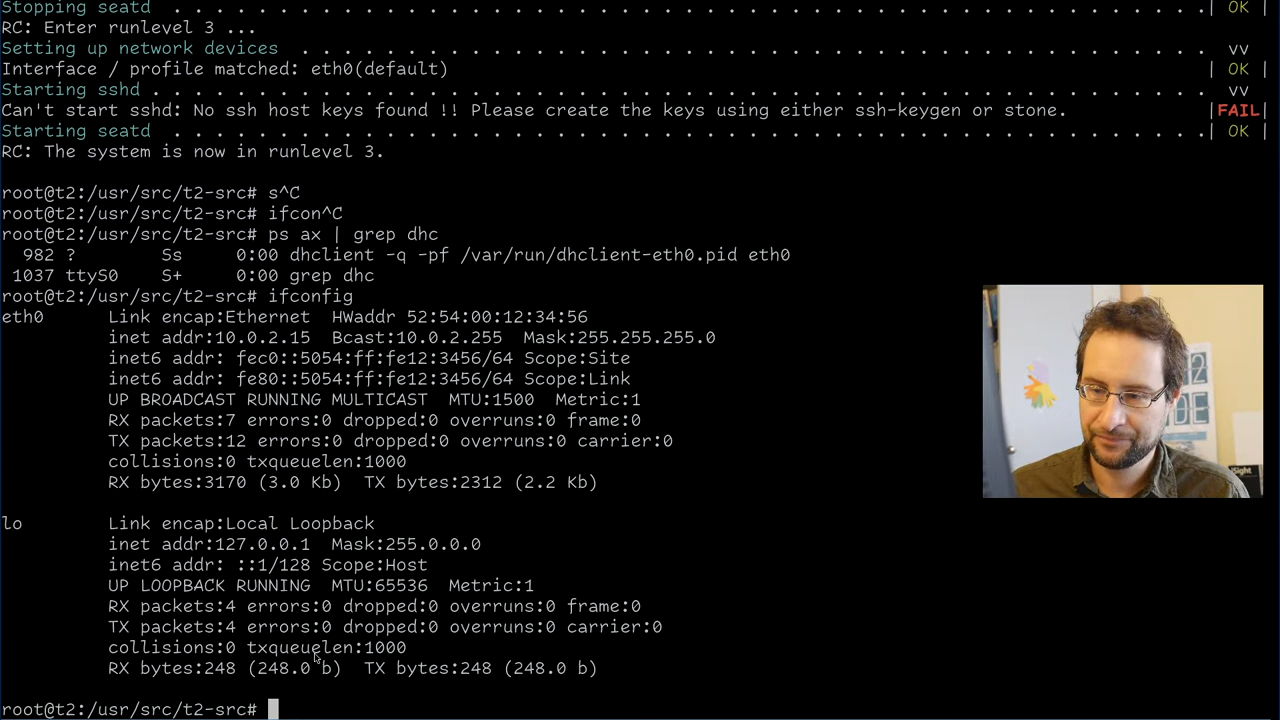 Stopping seatd . . . . . . . . . . . . . . . . . . . . . . . . . . . . . . . . . . . . . . . . . . . . . . . . . .| OK |
RC: Enter runlevel 3 ...
Setting up network devices . . . . . . . . . . . . . . . . . . . . . . . . . . . . . . . . . . . . . . . . . . . vv
Interface / profile matched: eth0(default) | OK |
Starting sshd . . . . . . . . . . . . . . . . . . . . . . . . . . . . . . . . . . . . . . . . . . . . . . . . . . vv
Can't start sshd: No ssh host keys found !! Please create the keys using either ssh-keygen or stone. |FAIL|
Starting seatd . . . . . . . . . . . . . . . . . . . . . . . . . . . . . . . . . . . . . . . . . . . . . . . . . .| OK |
RC: The system is now in runlevel 3.
root@t2:/usr/src/t2-src# s^C
root@t2:/usr/src/t2-src# ifcon^C
root@t2:/usr/src/t2-src# ps ax | grep dhc
982 ? Ss 0:00 dhclient -q -pf /var/run/dhclient-eth0.pid eth0
1037 ttyS0 S+ 0:00 grep dhc
root@t2:/usr/src/t2-src# ifconfig
eth0 Link encap:Ethernet HWaddr 52:54:00:12:34:56
inet addr:10.0.2.15 Bcast:10.0.2.255 Mask:255.255.255.0
inet6 addr: fec0::5054:ff:fe12:3456/64 Scope:Site
inet6 addr: fe80::5054:ff:fe12:3456/64 Scope:Link
UP BROADCAST RUNNING MULTICAST MTU:1500 Metric:1
RX packets:7 errors:0 dropped:0 overruns:0 frame:0
TX packets:12 errors:0 dropped:0 overruns:0 carrier:0
collisions:0 txqueuelen:1000
RX bytes:3170 (3.0 Kb) TX bytes:2312 (2.2 Kb)
lo Link encap:Local Loopback
inet addr:127.0.0.1 Mask:255.0.0.0
inet6 addr: ::1/128 Scope:Host
UP LOOPBACK RUNNING MTU:65536 Metric:1
RX packets:4 errors:0 dropped:0 overruns:0 frame:0
TX packets:4 errors:0 dropped:0 overruns:0 carrier:0
collisions:0 txqueuelen:1000
RX bytes:248 (248.0 b) TX bytes:248 (248.0 b)
root@t2:/usr/src/t2-src#